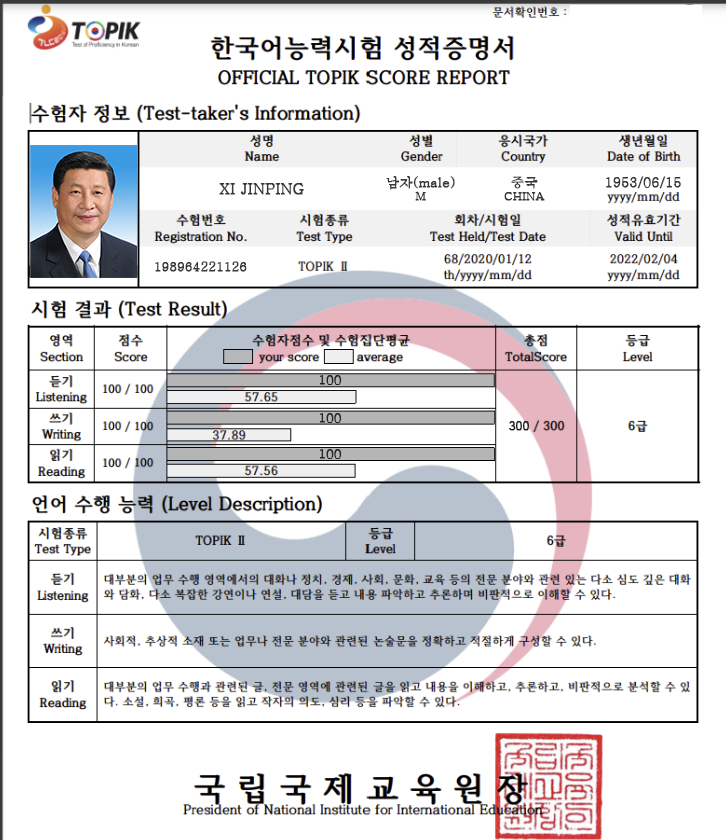 문서확인번호 :
TOPIK
Test of Proficiency in Korean
한국어능력시험 성적증명서
OFFICIAL TOPIK SCORE REPORT
수험자 정보 (Test-taker's Information)
성명 성별 응시국가 생년월일
Name Gender Country Date of Birth
XI JINPING 남자(male) 중국 1953/06/15
M CHINA yyyy/mm/dd
수험번호 시험종류 회차/시험일 성적유효기간
Registration No. Test Type Test Held/Test Date Valid Until
198964221126 TOPIK Ⅱ 68/2020/01/12 2022/02/04
th/yyyy/mm/dd yyyy/mm/dd
시험 결과 (Test Result)
영역 점수 수험자점수 및 수험집단평균 총점 등급
Section Score your score average TotalScore Level
듣기 100 / 100 100
Listening 57.65
쓰기 100 / 100 100 300 / 300 6급
Writing 37.89
읽기 100 / 100 100
Reading 57.56
언어 수행 능력 (Level Description)
시험종류 TOPIK Ⅱ 등급 6급
Test Type Level
듣기 대부분의 업무 수행 영역에서의 대화나 정치, 경제, 사회, 문화, 교육 등의 전문 분야와 관련 있는 다소 심도 깊은 대화
Listening 와 담화, 다소 복잡한 강연이나 연설, 대담을 듣고 내용 파악하고 추론하며 비판적으로 이해할 수 있다.
쓰기 사회적, 추상적 소재 또는 업무나 전문 분야와 관련된 논술문을 정확하고 적절하게 구성할 수 있다.
Writing
읽기 대부분의 업무 수행과 관련된 글, 전문 영역에 관련된 글을 읽고 내용을 이해하고, 추론하고, 비판적으로 분석할 수 있
Reading 다. 소설, 희곡, 평론 등을 읽고 작자의 의도, 심리 등을 파악할 수 있다.
국립국제교육원장
President of National Institute for International Education